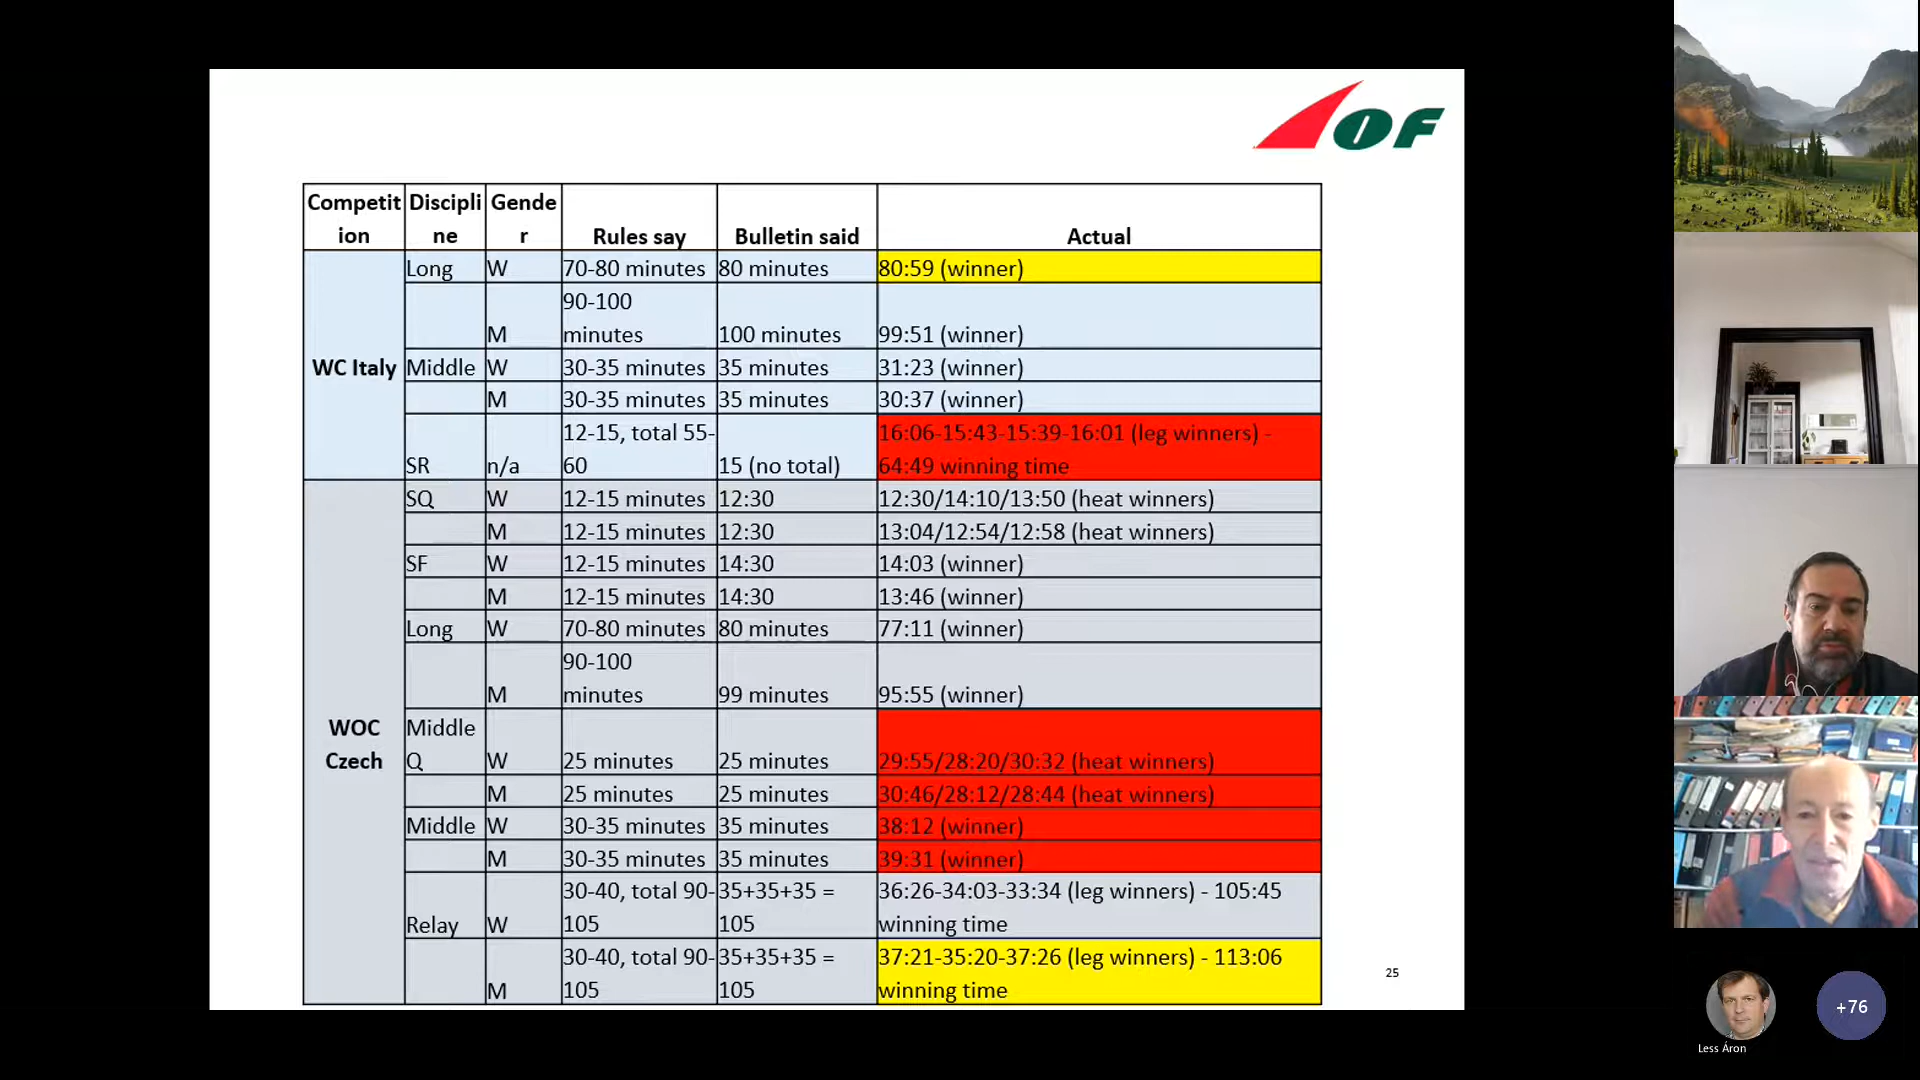 IOF
Competit Discipli Gende
ion ne r Rules say Bulletin said Actual
Long W 70-80 minutes 80 minutes 80:59 (winner)
90-100
M minutes 100 minutes 99:51 (winner)
WC Italy Middle W 30-35 minutes 35 minutes 31:23 (winner)
M 30-35 minutes 35 minutes 30:37 (winner)
12-15, total 55- 16:06-15:43-15:39-16:01 (leg winners) -
SR n/a 60 15 (no total) 64:49 winning time
SQ W 12-15 minutes 12:30 12:30/14:10/13:50 (heat winners)
M 12-15 minutes 12:30 13:04/12:54/12:58 (heat winners)
SF W 12-15 minutes 14:30 14:03 (winner)
M 12-15 minutes 14:30 13:46 (winner)
Long W 70-80 minutes 80 minutes 77:11 (winner)
90-100
M minutes 99 minutes 95:55 (winner)
WOC Middle
Czech Q W 25 minutes 25 minutes 29:55/28:20/30:32 (heat winners)
M 25 minutes 25 minutes 30:46/28:12/28:44 (heat winners)
Middle W 30-35 minutes 35 minutes 38:12 (winner)
M 30-35 minutes 35 minutes 39:31 (winner)
30-40, total 90- 35+35+35 = 36:26-34:03-33:34 (leg winners) - 105:45
Relay W 105 105 winning time
30-40, total 90- 35+35+35 = 37:21-35:20-37:26 (leg winners) - 113:06
M 105 105 winning time
25
+76
Less Áron